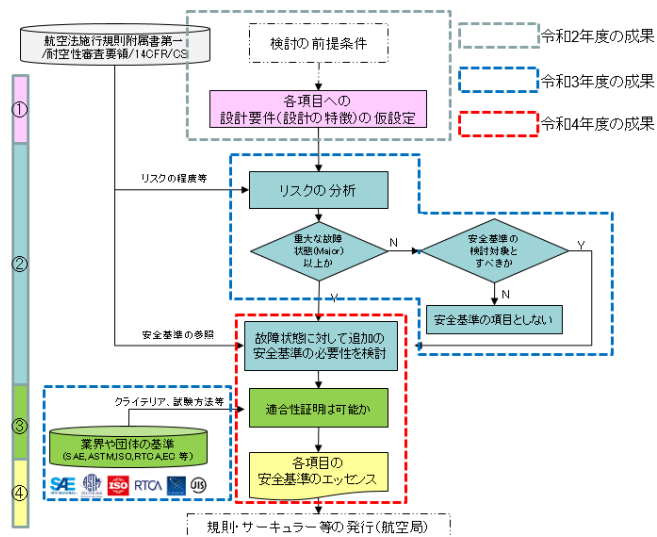 航空法施行規則附属書第一
/耐空性審査要領/14CFR/CS
検討の前提条件
令和2年度の成果
令和3年度の成果
令和4年度の成果
①
各項目への
設計要件(設計の特徴)の仮設定
リスクの程度等
リスクの分析
②
重大な故障
状態(Major)
以上か
N
安全基準の
検討対象と
すべきか
Y
N
Y
安全基準の項目としない
安全基準の参照
故障状態に対して追加の
安全基準の必要性を検討
クライテリア、試験方法等
③
適合性証明は可能か
業界や団体の基準
(SAE,ASTM,ISO,RTCA,EC 等)
SAE
INTERNATIONAL
ISO
RTCA
JIS
④
各項目の
安全基準のエッセンス
規則・サーキュラー等の発行(航空局)